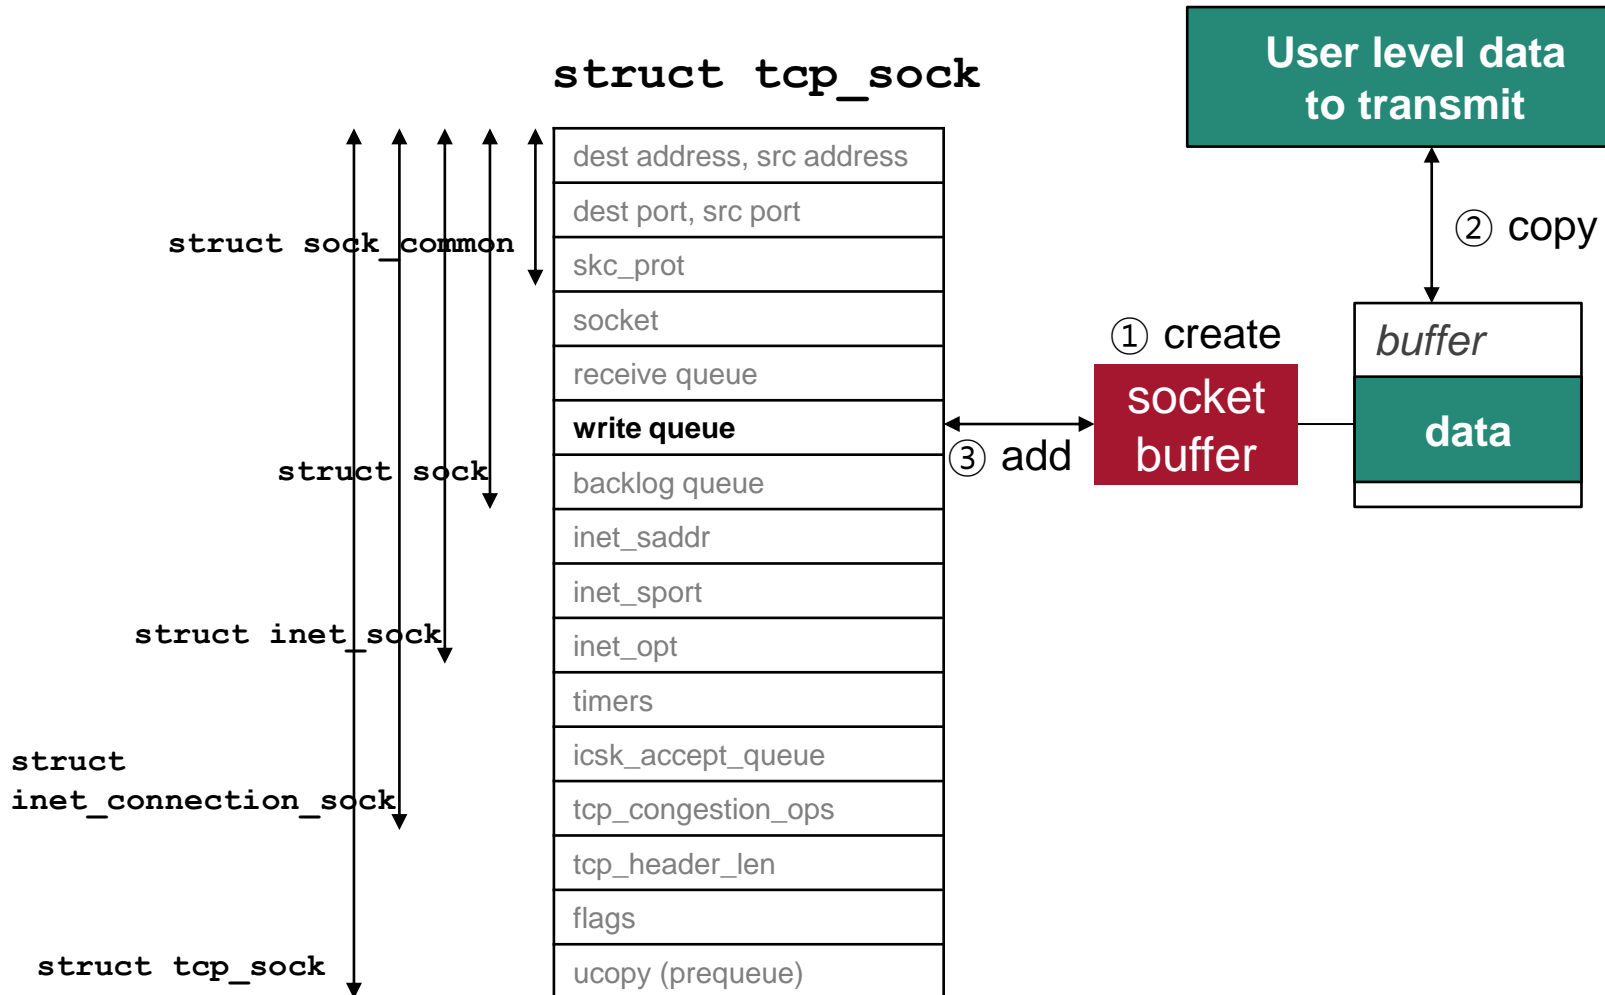 struct tcp_sock
User level data
to transmit
dest address, src address
dest port, src port
② copy
struct sock_common
skc_prot
socket
① create
buffer
receive queue
socket
buffer
write queue
data
③ add
struct sock
backlog queue
inet_saddr
inet_sport
struct inet_sock
inet_opt
timers
struct
inet_connection_sock
icsk_accept_queue
tcp_congestion_ops
tcp_header_len
flags
struct tcp_sock
ucopy (prequeue)